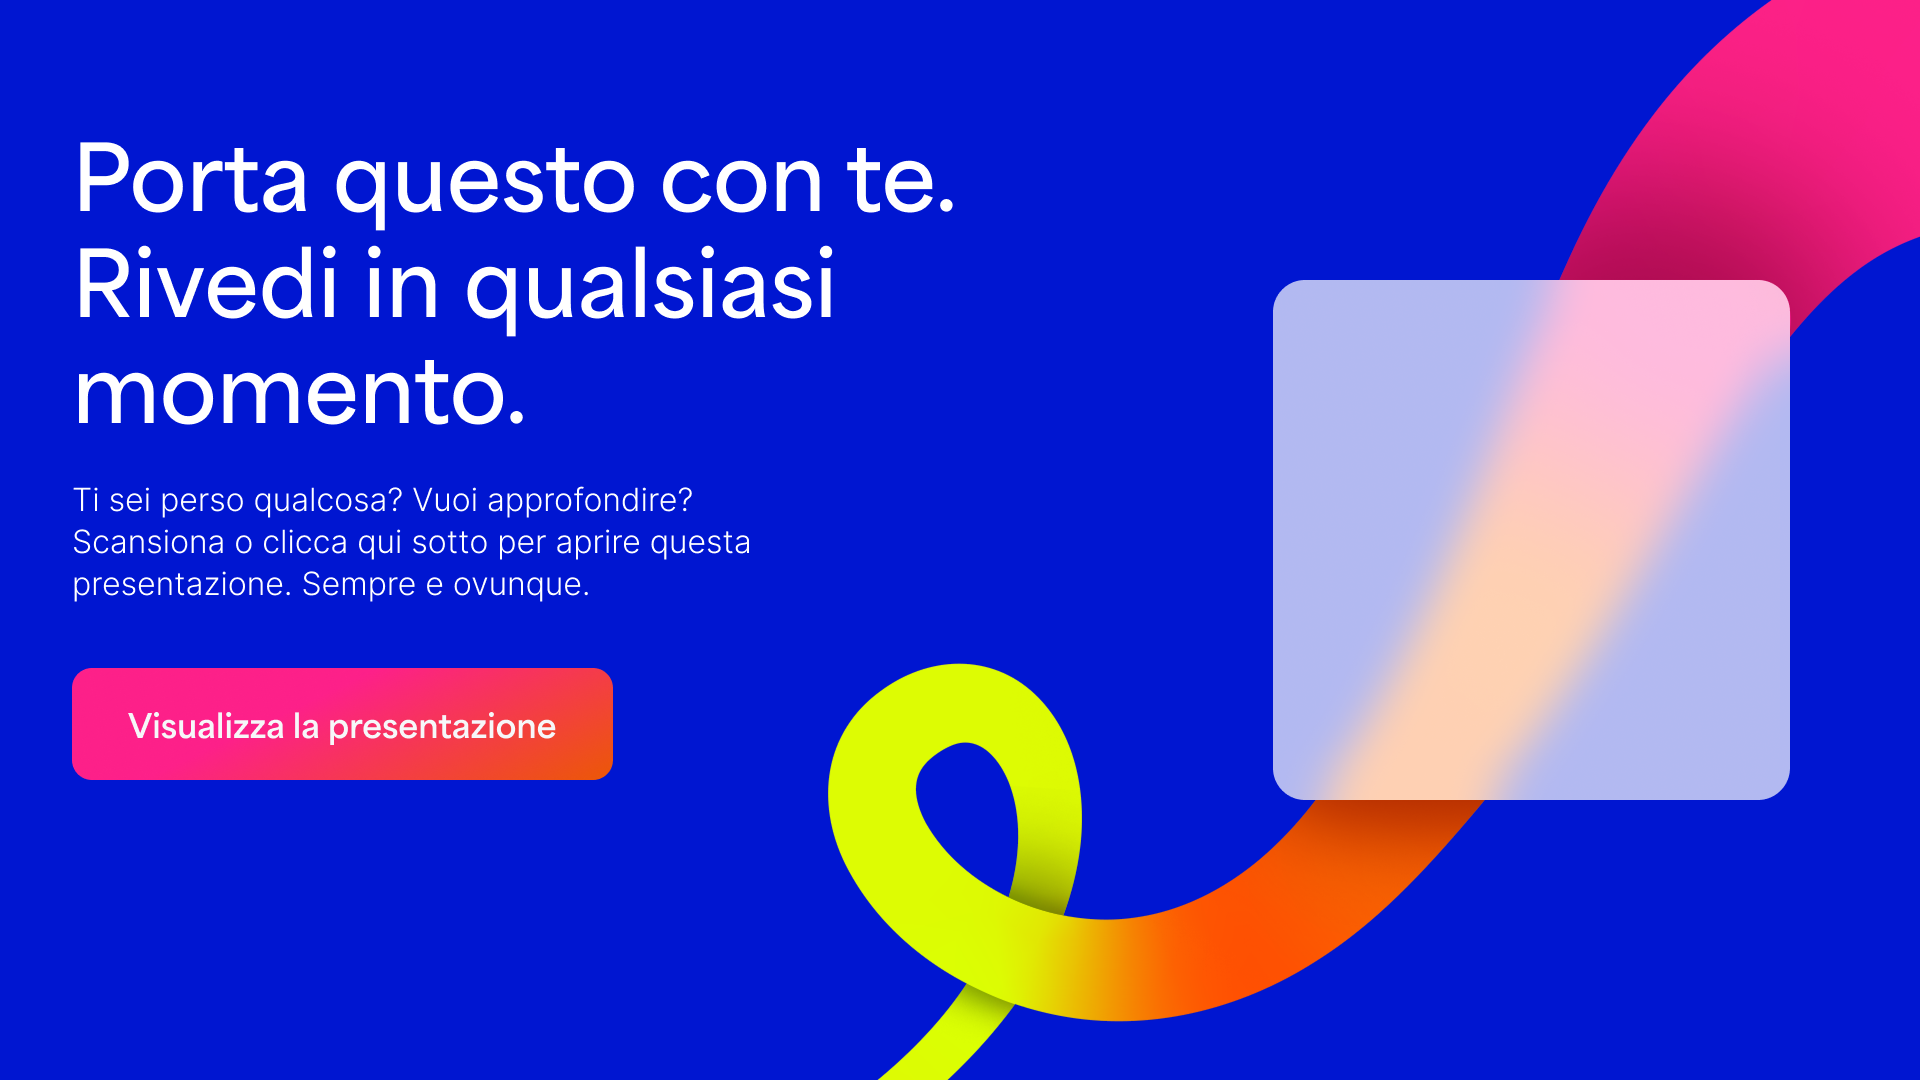 Porta questo con te.
Rivedi in qualsiasi
momento.
Ti sei perso qualcosa? Vuoi approfondire?
Scansiona o clicca qui sotto per aprire questa
presentazione. Sempre e ovunque.
Visualizza la presentazione